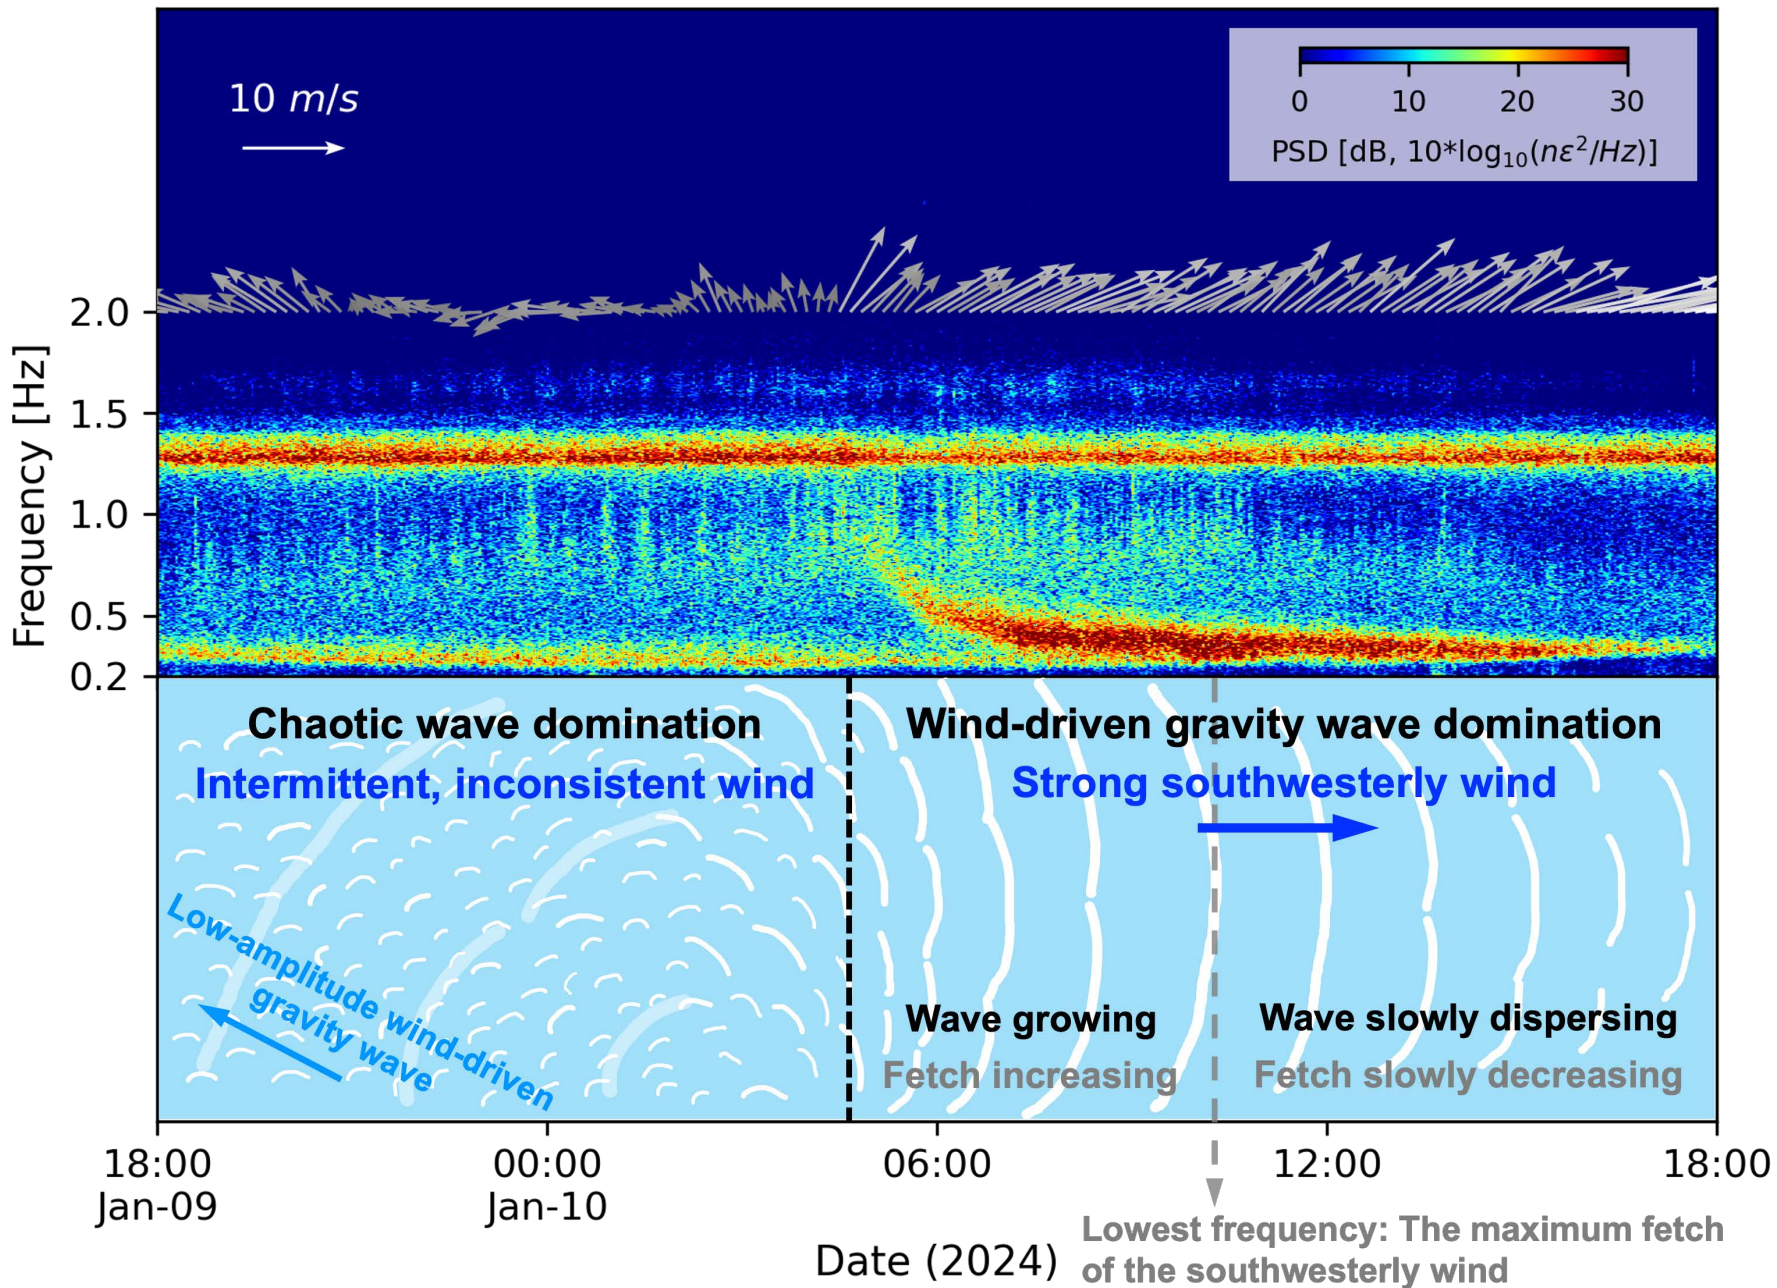 10 m/s
0 10 20 30
PSD [dB, 10*log₁₀(nε²/Hz)]
Frequency [Hz]
2.0
1.5
1.0
0.5
0.2
Chaotic wave domination
Intermittent, inconsistent wind
Low-amplitude wind-driven
gravity wave
Wind-driven gravity wave domination
Strong southwesterly wind
Wave growing
Fetch increasing
Wave slowly dispersing
Fetch slowly decreasing
18:00 00:00 06:00 12:00 18:00
Jan-09 Jan-10
Date (2024)
Lowest frequency: The maximum fetch
of the southwesterly wind